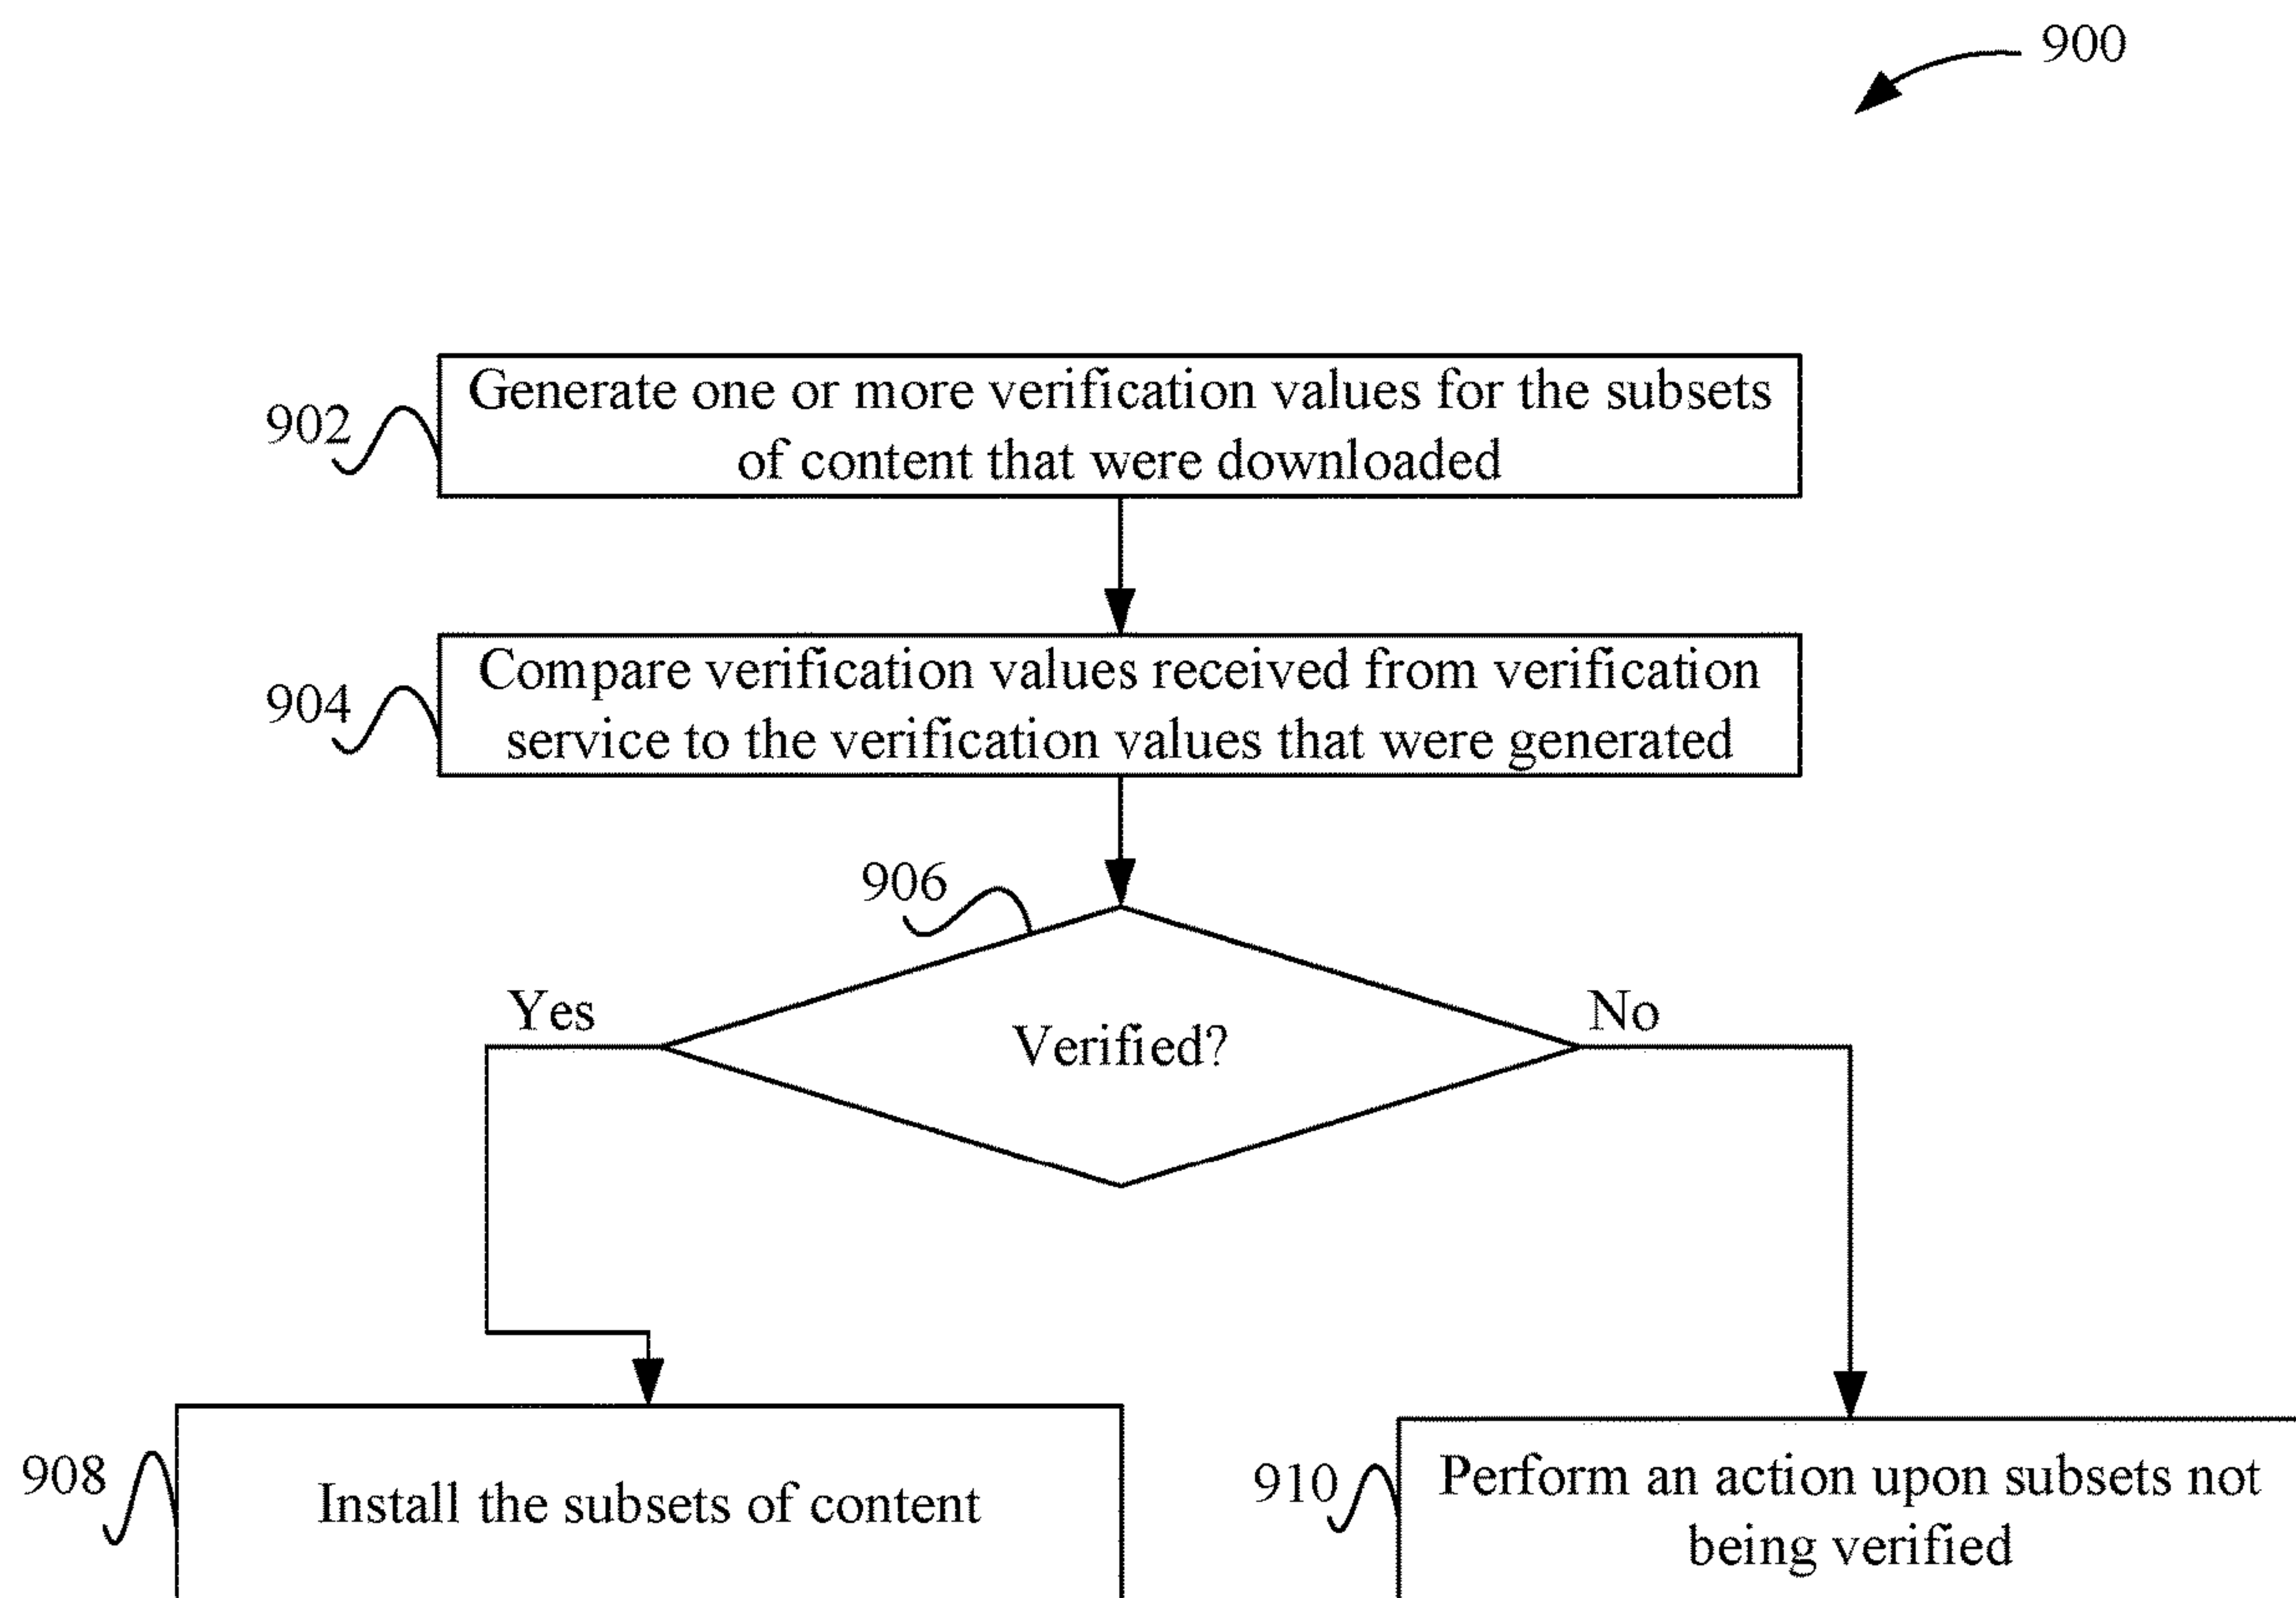 900
902
Generate one or more verification values for the subsets
of content that were downloaded
904
Compare verification values received from verification
service to the verification values that were generated
906
Yes
Verified?
No
908
Install the subsets of content
910
Perform an action upon subsets not
being verified